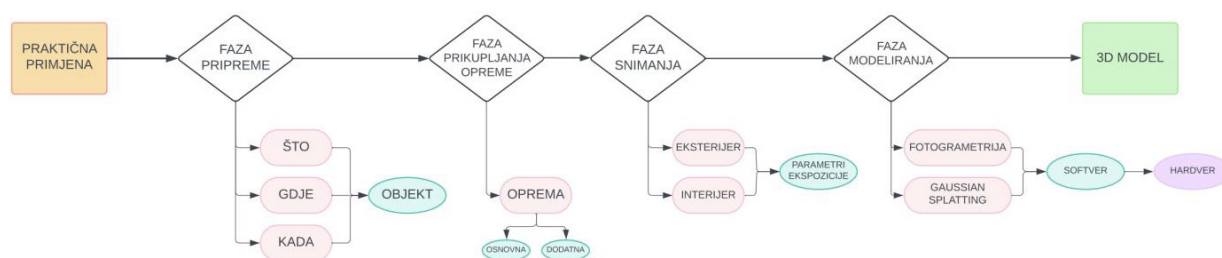 PRAKTIČNA
PRIMJENA
FAZA
PRIPREME
FAZA
PRIKUPLJANJA
OPREME
FAZA
SNIMANJA
FAZA
MODELIRANJA
3D MODEL
ŠTO
GDJE
KADA
OBJEKT
OPREMA
OSNOVNA
DODATNA
EKSTERIJER
INTERIJER
PARAMETRI
EKSPOZICIJE
FOTOGRAMETRIJA
GAUSSIAN
SPLATTING
SOFTVER
HARDVER